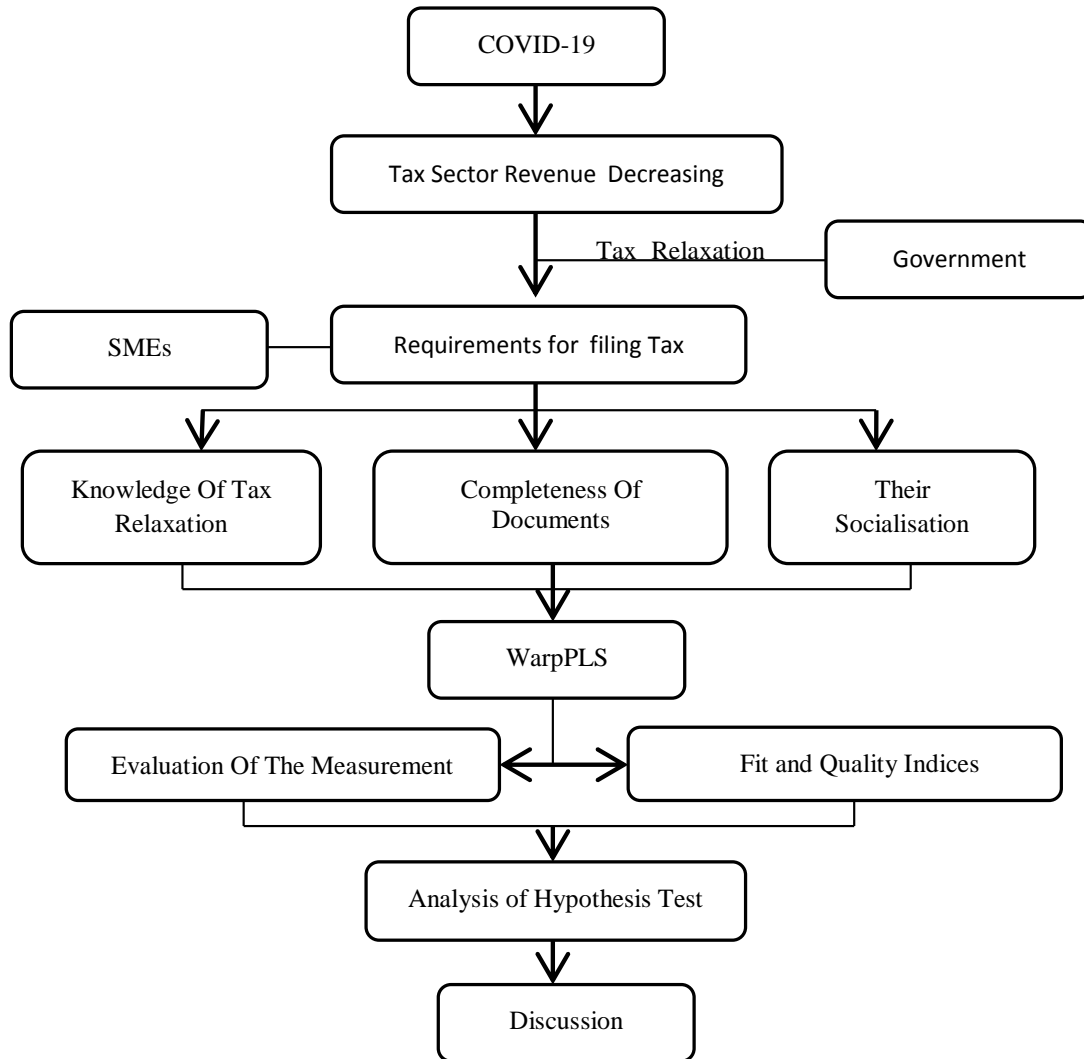 COVID-19
Tax Sector Revenue Decreasing
Tax Relaxation
Government
SMEs
Requirements for filing Tax
Knowledge Of Tax
Relaxation
Completeness Of
Documents
Their
Socialisation
WarpPLS
Evaluation Of The Measurement
Fit and Quality Indices
Analysis of Hypothesis Test
Discussion